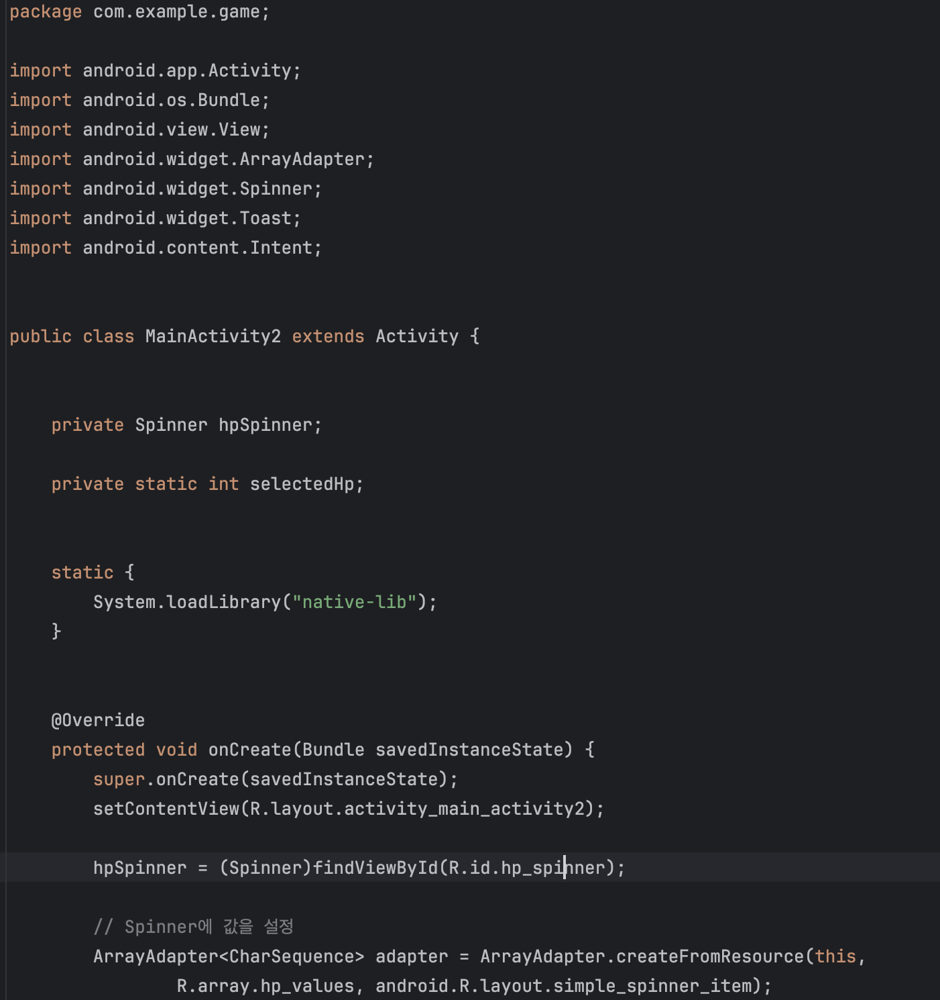 package com.example.game;
import android.app.Activity;
import android.os.Bundle;
import android.view.View;
import android.widget.ArrayAdapter;
import android.widget.Spinner;
import android.widget.Toast;
import android.content.Intent;
public class MainActivity2 extends Activity {
private Spinner hpSpinner;
private static int selectedHp;
static {
System.loadLibrary("native-lib");
}
@Override
protected void onCreate(Bundle savedInstanceState) {
super.onCreate(savedInstanceState);
setContentView(R.layout.activity_main_activity2);
hpSpinner = (Spinner)findViewById(R.id.hp_spinner);
// Spinner에 값을 설정
ArrayAdapter<CharSequence> adapter = ArrayAdapter.createFromResource(this,
R.array.hp_values, android.R.layout.simple_spinner_item);